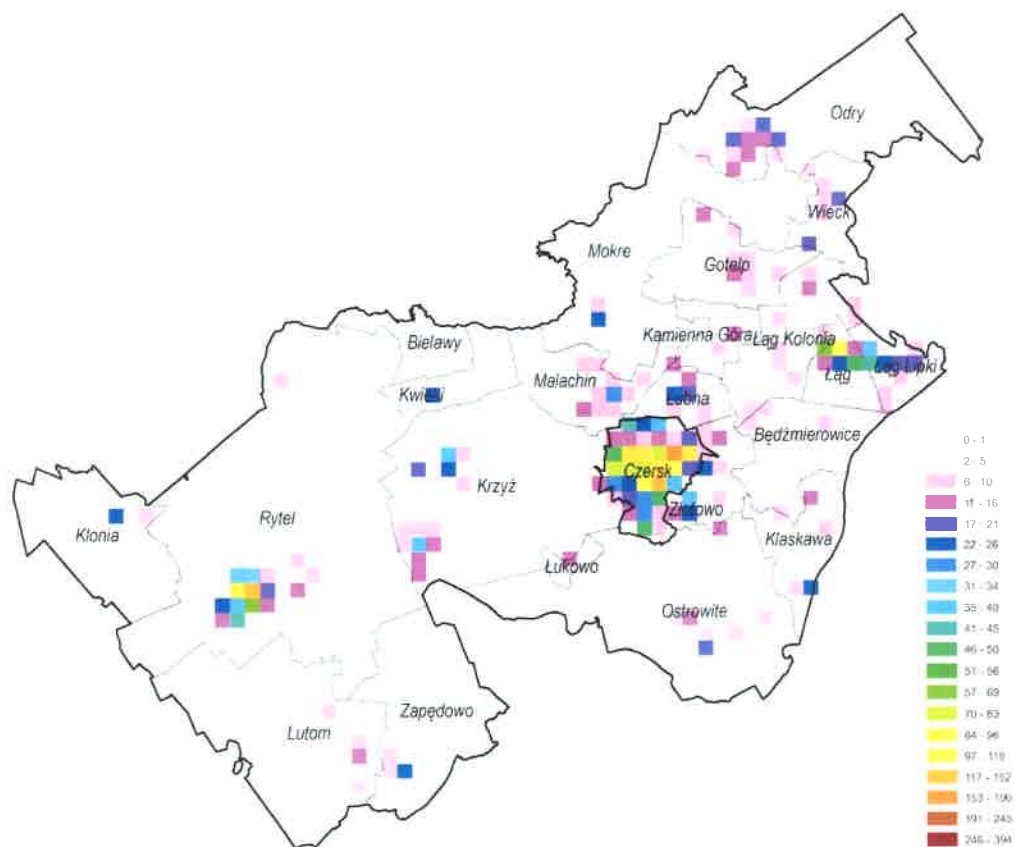 Odry
Wieck
Mokre
Gotelp
Kamienna Góra
Łąg Kolonia
Bielawy
Łąg
Łąg Lipki
Malachin
Kwieki
Łubna
Będźmierowice
Czersk
Krzyż
Rytel
Klonia
Złotowo
Klaskawa
Łukowo
Ostrowite
Zapędowo
Lutom
0 - 1
2 - 5
6 - 10
11 - 16
17 - 21
22 - 26
27 - 30
31 - 34
35 - 40
41 - 45
46 - 50
51 - 56
57 - 69
70 - 83
84 - 96
97 - 116
117 - 152
153 - 190
191 - 245
246 - 394